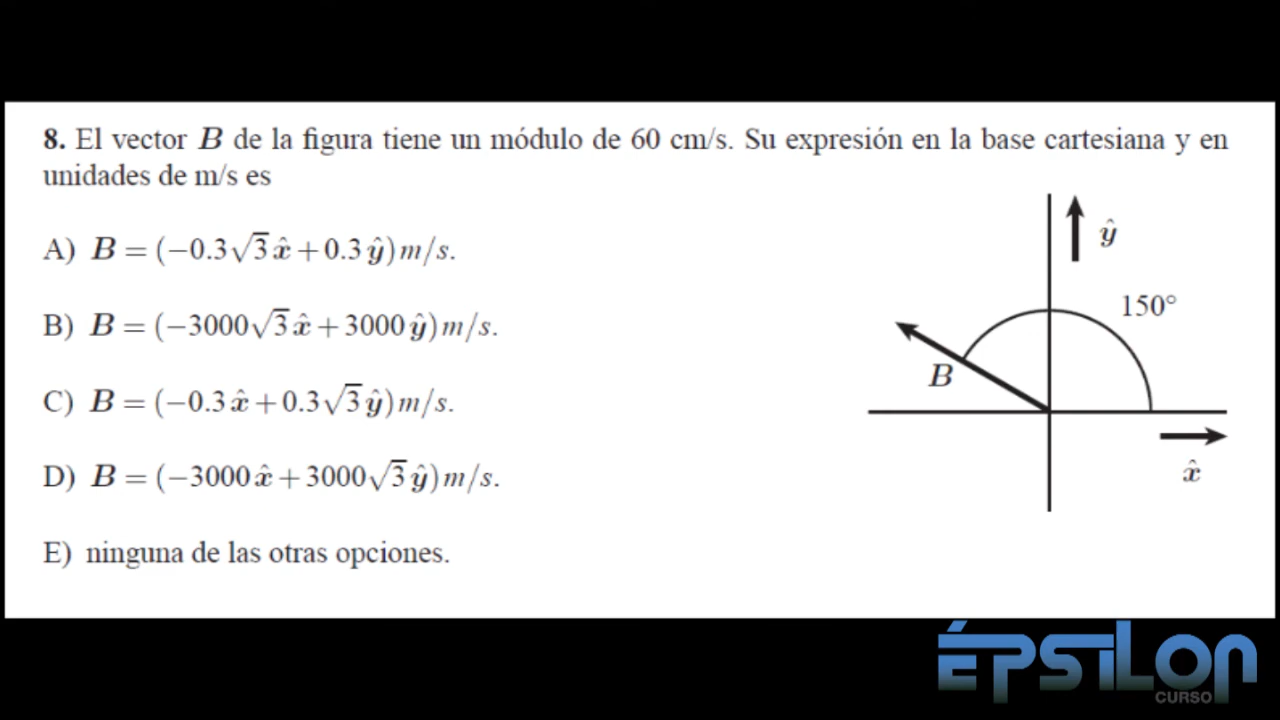 8. El vector B de la figura tiene un módulo de 60 cm/s. Su expresión en la base cartesiana y en
unidades de m/s es
A) B = (−0.3√3 x̂ + 0.3 ŷ) m/s.
B) B = (−3000√3 x̂ + 3000 ŷ) m/s.
C) B = (−0.3 x̂ + 0.3√3 ŷ) m/s.
D) B = (−3000 x̂ + 3000√3 ŷ) m/s.
E) ninguna de las otras opciones.
ŷ
150°
B
x̂
ÉPSILON
CURSO